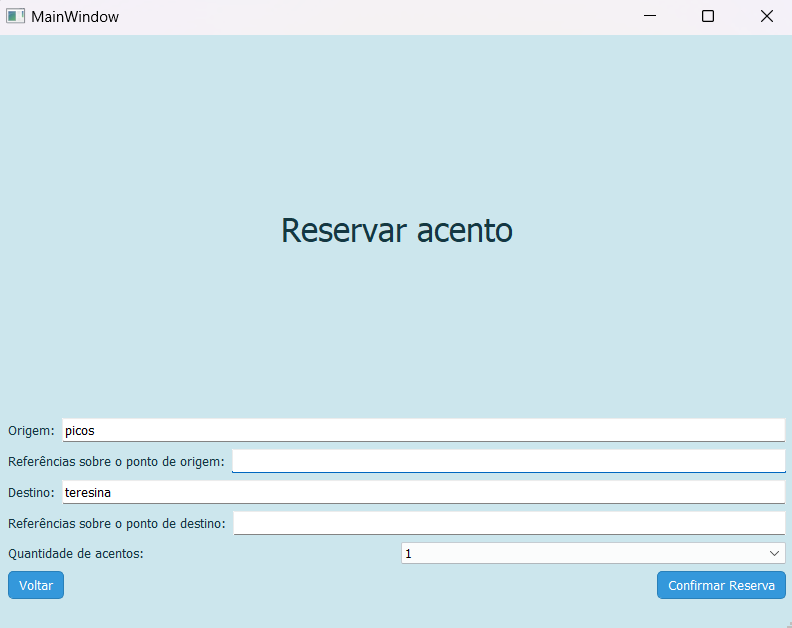 MainWindow
Reservar acento
Origem: picos
Referências sobre o ponto de origem:
Destino: teresina
Referências sobre o ponto de destino:
Quantidade de acentos: 1
Voltar Confirmar Reserva